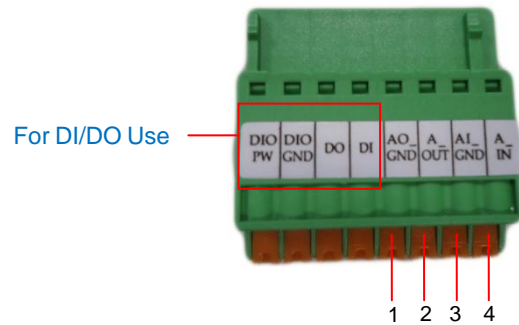 For DI/DO Use
DIO PW
DIO GND
DO
DI
AO_ GND
A_ OUT
AI_ GND
A_ IN
1 2 3 4